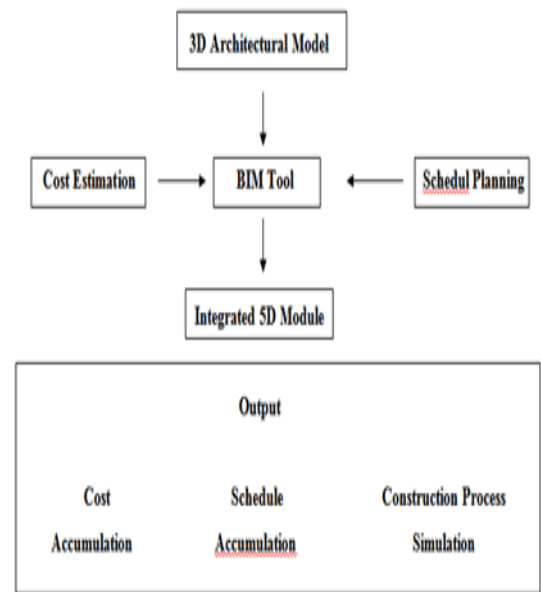 3D Architectural Model
Cost Estimation
BIM Tool
Schedul Planning
Integrated 5D Module
Output
Cost
Accumulation
Schedule
Accumulation
Construction Process
Simulation